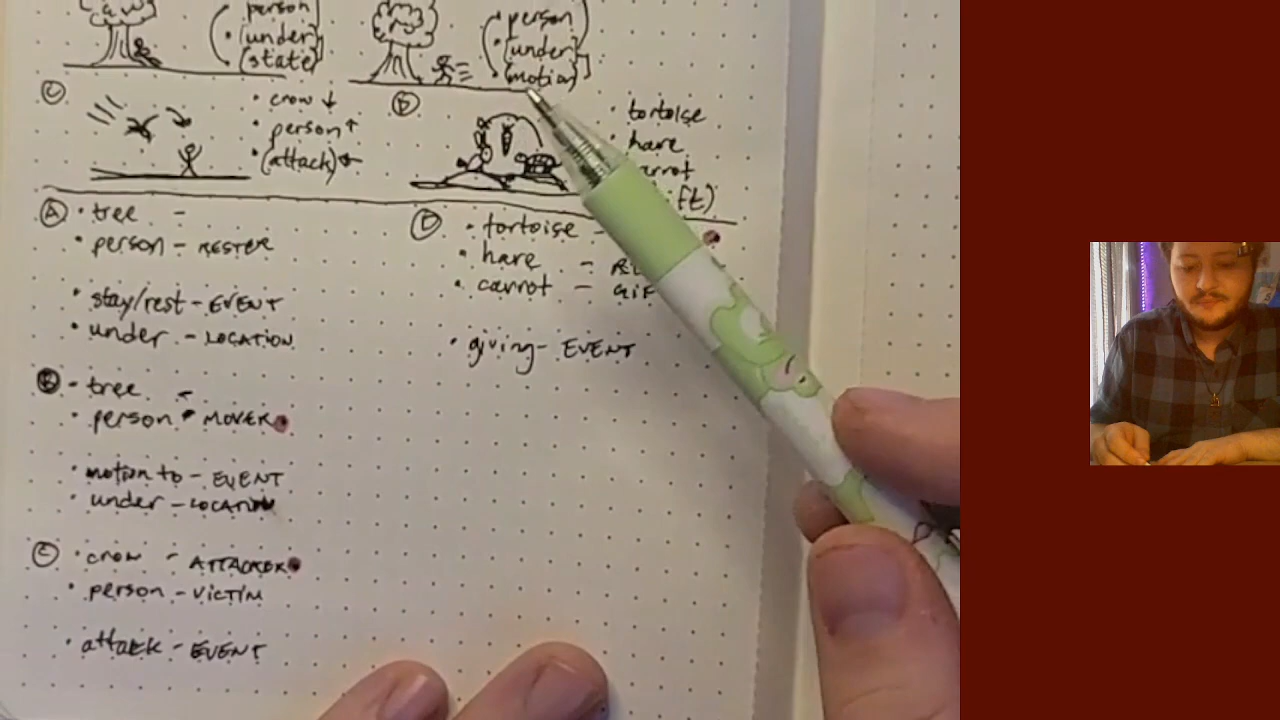 person
(under)
(state)
person
(under)
(motion)
C
crow ↓
person ↑
(attack)
D
tortoise
hare
carrot
A
tree -
person - RESTER
stay/rest - EVENT
under - LOCATION
B - tree -
person - MOVER
motion to - EVENT
under - LOCATION
C
crow - ATTACKER
person - VICTIM
attack - EVENT
D
tortoise -
hare -
carrot - GIF
giving - EVENT